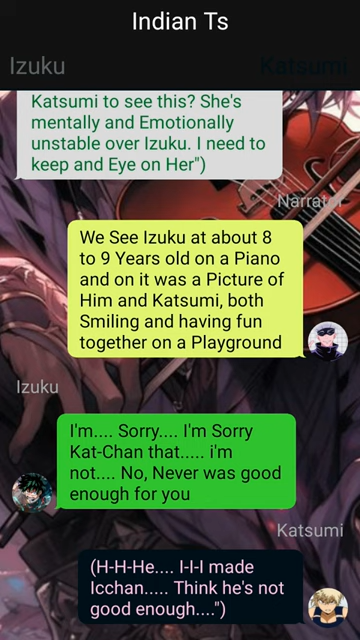 Indian Ts
Izuku
Katsumi
Katsumi to see this? She's
mentally and Emotionally
unstable over Izuku. I need to
keep and Eye on Her")
Narrator
We See Izuku at about 8
to 9 Years old on a Piano
and on it was a Picture of
Him and Katsumi, both
Smiling and having fun
together on a Playground
Izuku
I'm.... Sorry.... I'm Sorry
Kat-Chan that..... i'm
not.... No, Never was good
enough for you
Katsumi
(H-H-He.... I-I-I made
Icchan..... Think he's not
good enough....")